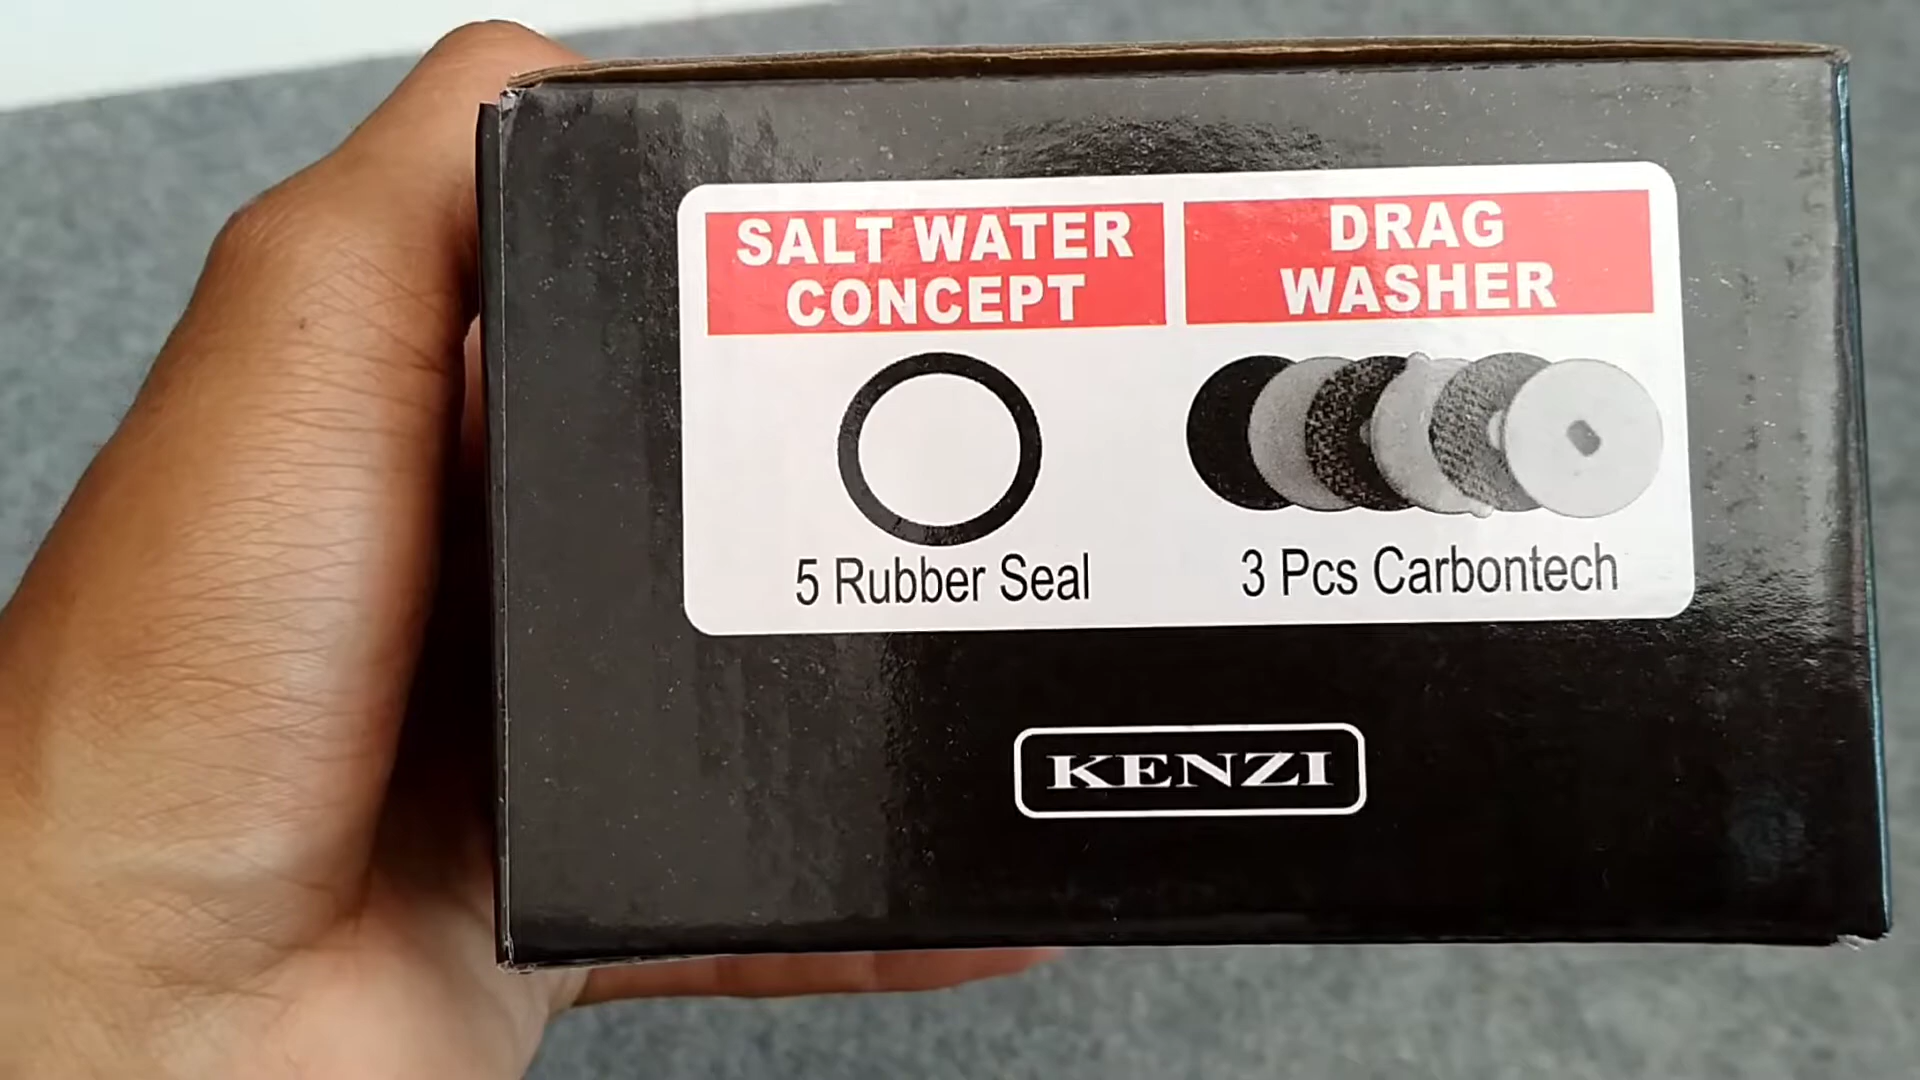 SALT WATER
CONCEPT
DRAG
WASHER
5 Rubber Seal
3 Pcs Carbontech
KENZI